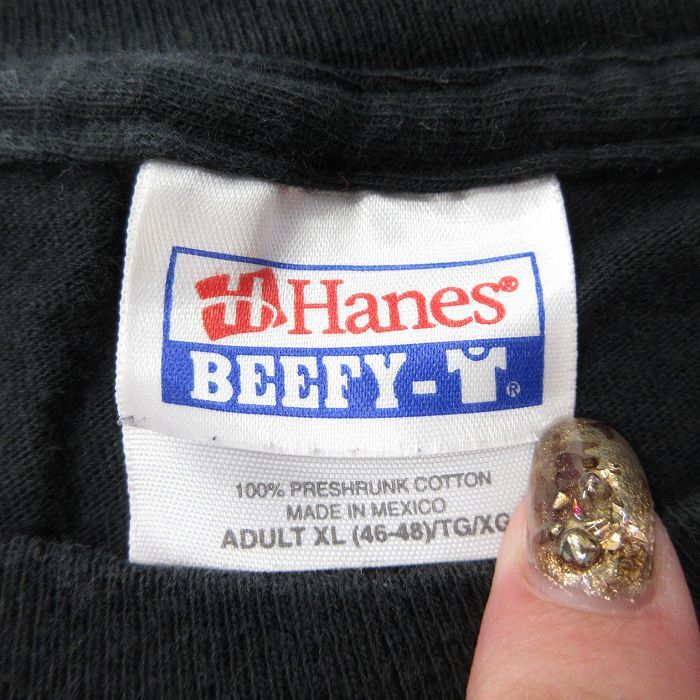 Hanes®
BEEFY-T®
100% PRESHRUNK COTTON
MADE IN MEXICO
ADULT XL (46-48)/TG/XG